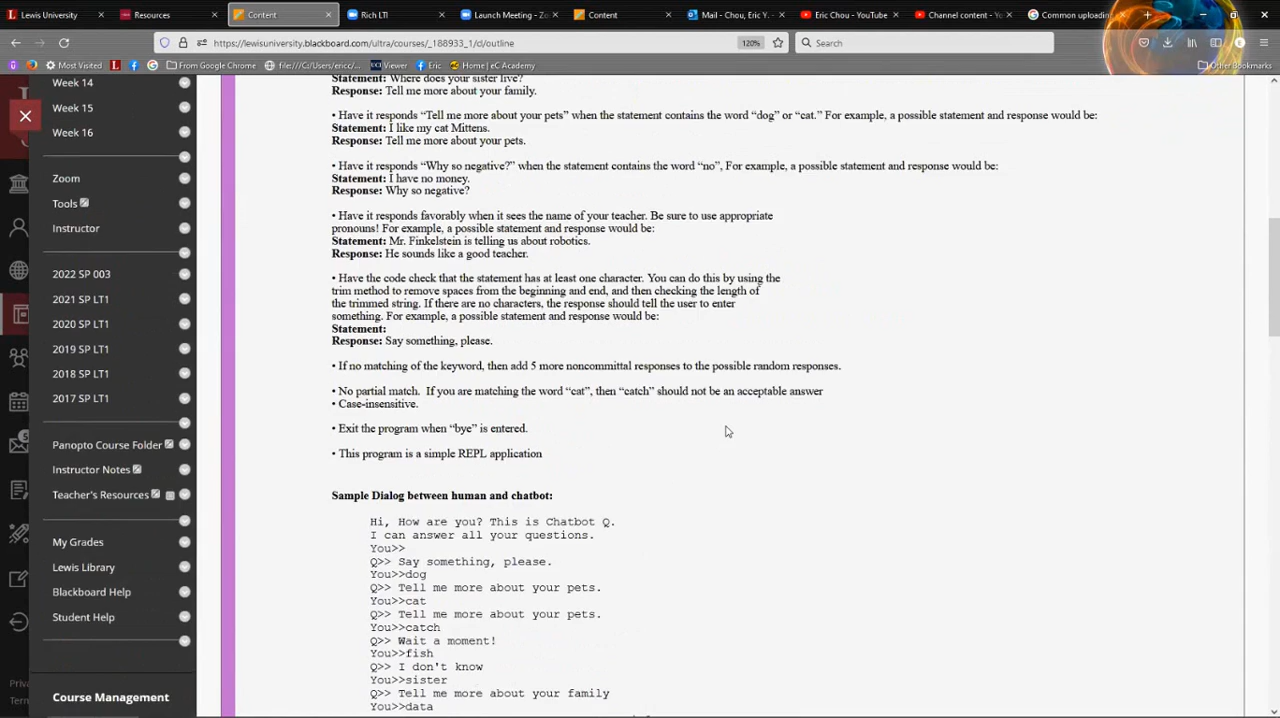 Lewis University
Resources
Content
Rich LTI
Launch Meeting - Zo
Content
Mail - Chou, Eric Y.
Eric Chou - YouTube
Channel content - Yo
Common uploading
https://lewisuniversity.blackboard.com/ultra/courses/_188933_1/cl/outline
120%
Search
Most Visited
From Google Chrome
file:///C:/Users/ericc/...
Viewer
Eric
Home | eC Academy
Other Bookmarks
Week 14
Week 15
Week 16
Zoom
Tools
Instructor
2022 SP 003
2021 SP LT1
2020 SP LT1
2019 SP LT1
2018 SP LT1
2017 SP LT1
Panopto Course Folder
Instructor Notes
Teacher's Resources
My Grades
Lewis Library
Blackboard Help
Student Help
Course Management
Priva
Term
Statement: Where does your sister live?
Response: Tell me more about your family.
• Have it responds “Tell me more about your pets” when the statement contains the word “dog” or “cat.” For example, a possible statement and response would be:
Statement: I like my cat Mittens.
Response: Tell me more about your pets.
• Have it responds “Why so negative?” when the statement contains the word “no”, For example, a possible statement and response would be:
Statement: I have no money.
Response: Why so negative?
• Have it responds favorably when it sees the name of your teacher. Be sure to use appropriate
pronouns! For example, a possible statement and response would be:
Statement: Mr. Finkelstein is telling us about robotics.
Response: He sounds like a good teacher.
• Have the code check that the statement has at least one character. You can do this by using the
trim method to remove spaces from the beginning and end, and then checking the length of
the trimmed string. If there are no characters, the response should tell the user to enter
something. For example, a possible statement and response would be:
Statement:
Response: Say something, please.
• If no matching of the keyword, then add 5 more noncommittal responses to the possible random responses.
• No partial match. If you are matching the word “cat”, then “catch” should not be an acceptable answer
• Case-insensitive.
• Exit the program when “bye” is entered.
• This program is a simple REPL application
Sample Dialog between human and chatbot:
Hi, How are you? This is Chatbot Q.
I can answer all your questions.
You>>
Q>> Say something, please.
You>>dog
Q>> Tell me more about your pets.
You>>cat
Q>> Tell me more about your pets.
You>>catch
Q>> Wait a moment!
You>>fish
Q>> I don't know
You>>sister
Q>> Tell me more about your family
You>>data